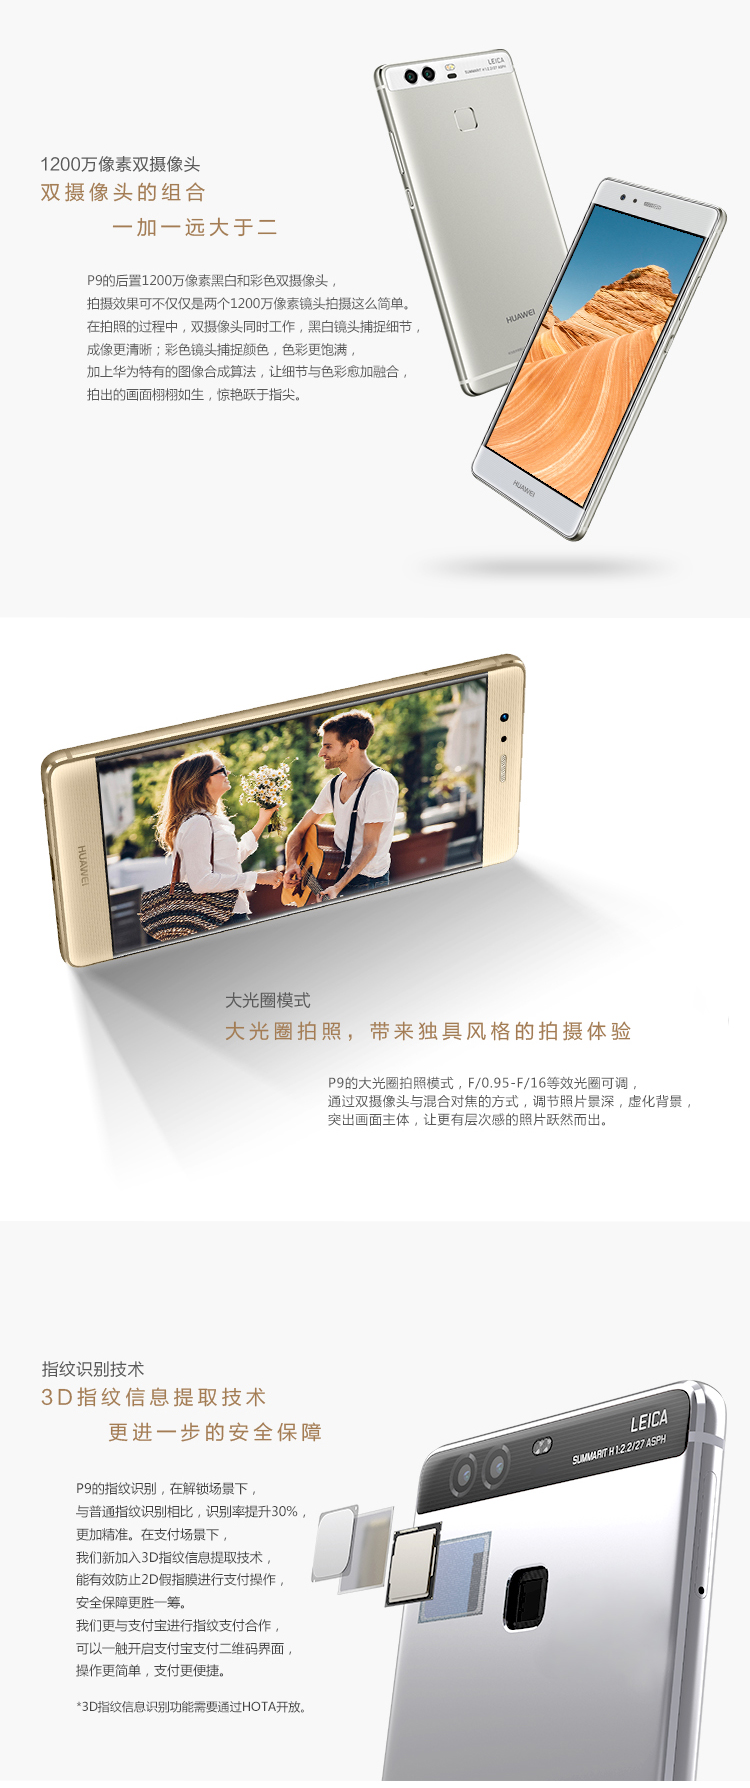 LEICA
SUMMARIT H 1:2.2/27 ASPH
1200万像素双摄像头
双摄像头的组合
一加一远大于二
P9的后置1200万像素黑白和彩色双摄像头，
拍摄效果可不仅仅是两个1200万像素镜头拍摄这么简单。
在拍照的过程中，双摄像头同时工作，黑白镜头捕捉细节，
成像更清晰；彩色镜头捕捉颜色，色彩更饱满，
加上华为特有的图像合成算法，让细节与色彩愈加融合，
拍出的画面栩栩如生，惊艳跃于指尖。
HUAWEI
HUAWEI
HUAWEI
大光圈模式
大光圈拍照，带来独具风格的拍摄体验
P9的大光圈拍照模式，F/0.95-F/16等效光圈可调，
通过双摄像头与混合对焦的方式，调节照片景深，虚化背景，
突出画面主体，让更有层次感的照片跃然而出。
指纹识别技术
3D指纹信息提取技术
更进一步的安全保障
P9的指纹识别，在解锁场景下，
与普通指纹识别相比，识别率提升30%，
更加精准。在支付场景下，
我们新加入3D指纹信息提取技术，
能有效防止2D假指膜进行支付操作，
安全保障更胜一筹。
我们更与支付宝进行指纹支付合作，
可以一触开启支付宝支付二维码界面，
操作更简单，支付更便捷。
*3D指纹信息识别功能需要通过HOTA开放。
LEICA
SUMMARIT H 1:2.2/27 ASPH